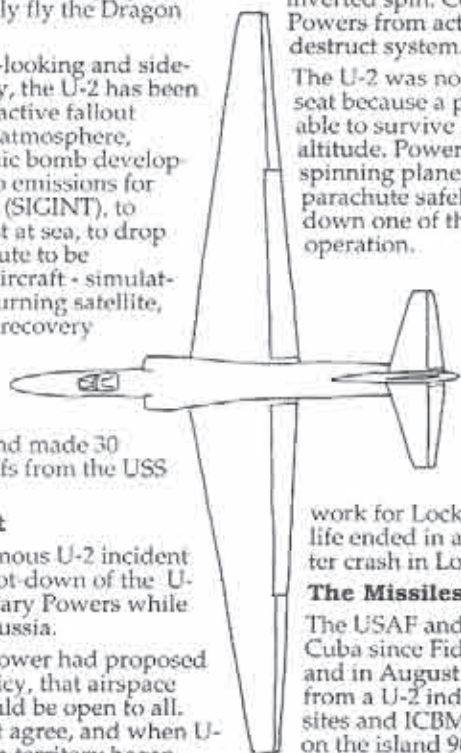 ly fly the Dragon
-looking and side-
y, the U-2 has been
active fallout
atmosphere,
nic bomb develop-
o emissions for
(SIGINT), to
t at sea, to drop
ute to be
ircraft - simulat-
urning satellite,
recovery
nd made 30
fs from the USS
t
nous U-2 incident
ot-down of the U-
ary Powers while
ussia.
ower had proposed
icy, that airspace
uld be open to all.
t agree, and when U-
territory began
inverted spin.
Powers from act
destruct system.
The U-2 was no
seat because a p
able to survive
altitude. Power
spinning plane
parachute safel
down one of th
operation.
work for Lock
life ended in a
ter crash in Lo
The Missiles
The USAF and
Cuba since Fid
and in August
from a U-2 ind
sites and ICBM
on the island 9